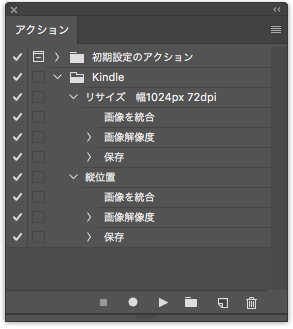 アクション
初期設定のアクション
Kindle
リサイズ 幅1024px 72dpi
画像を統合
画像解像度
保存
縦位置
画像を統合
画像解像度
保存